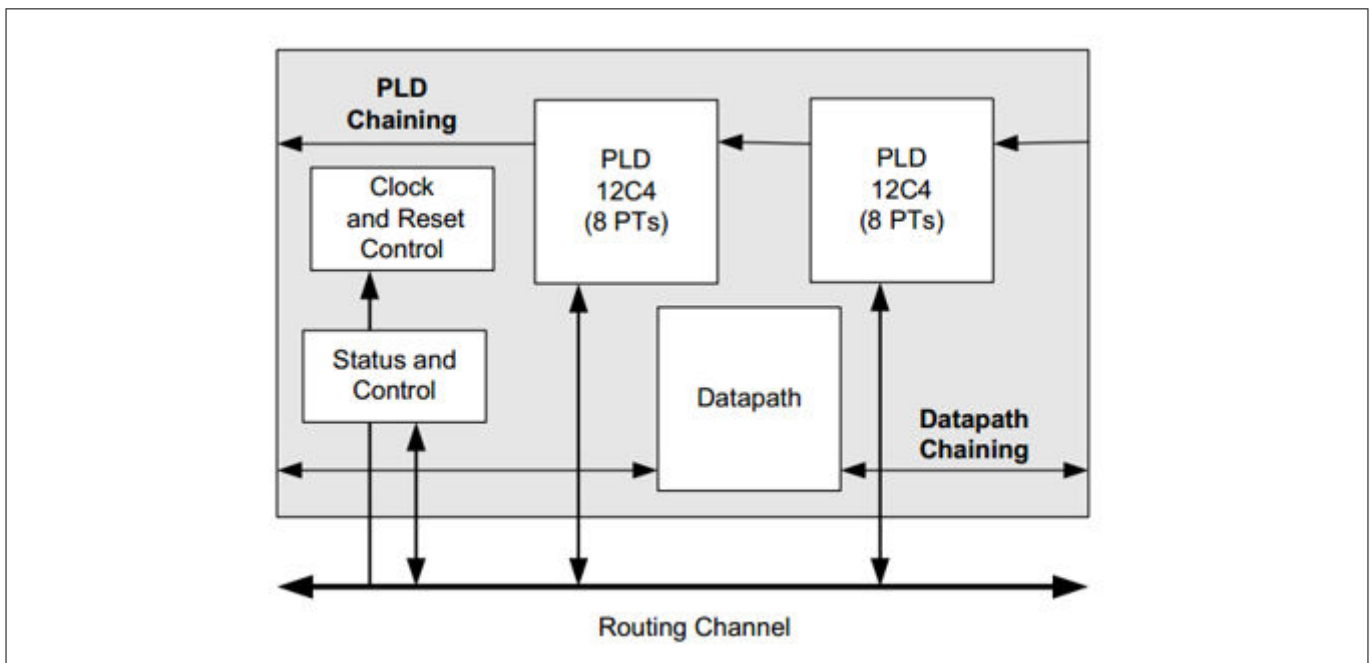 PLD
Chaining
PLD
12C4
(8 PTs)
PLD
12C4
(8 PTs)
Clock
and Reset
Control
Status and
Control
Datapath
Datapath
Chaining
Routing Channel